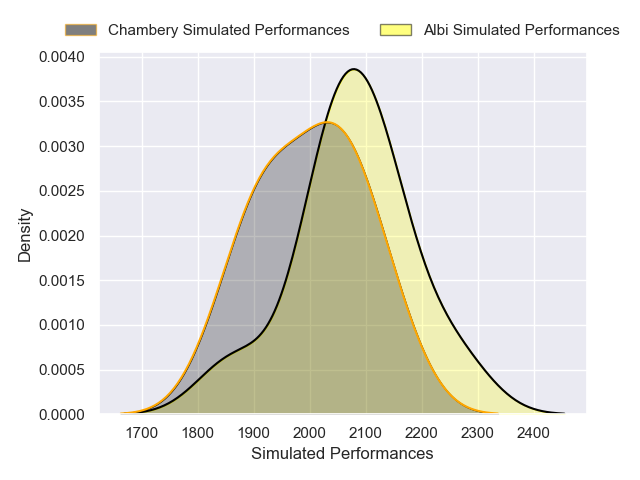 Chambery Simulated Performances Albi Simulated Performances
0.0040
0.0035
0.0030
0.0025
0.0020
0.0015
0.0010
0.0005
0.0000
Density
1700 1800 1900 2000 2100 2200 2300 2400
Simulated Performances